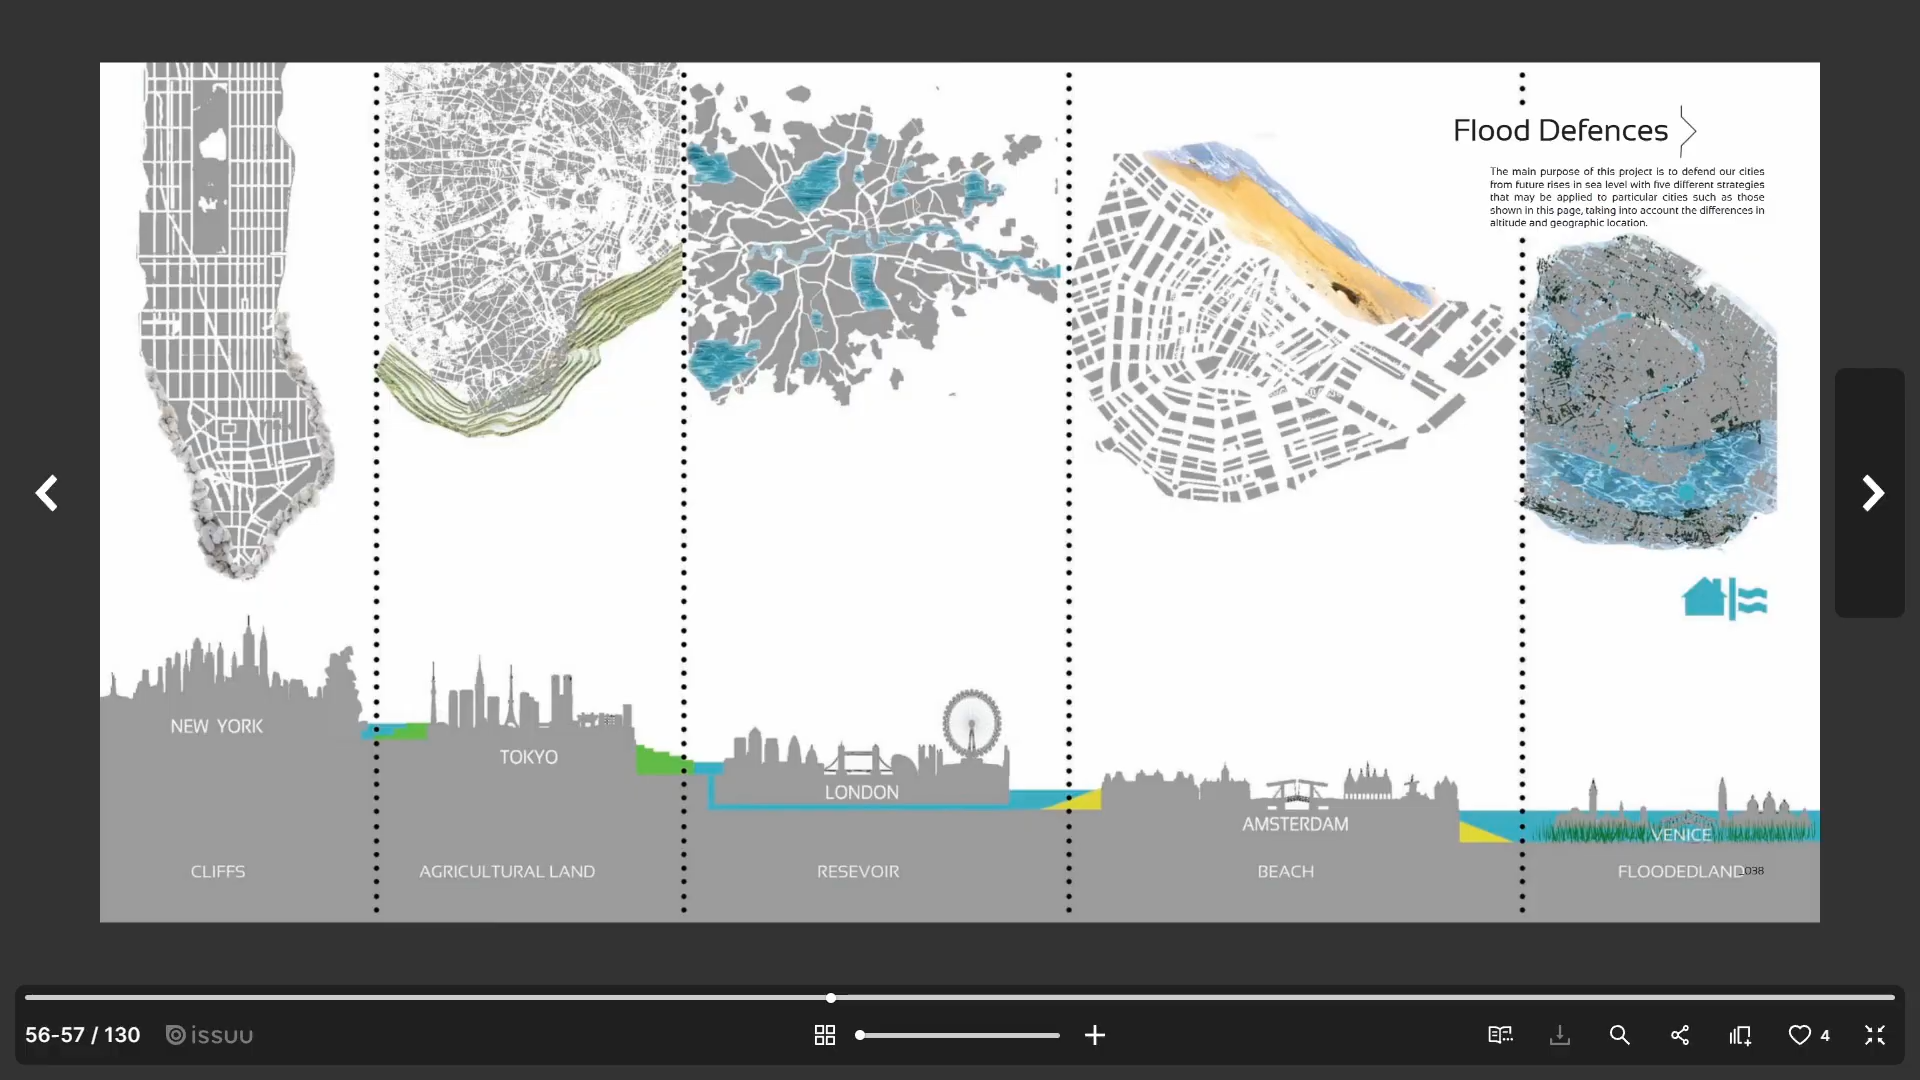 Flood Defences
The main purpose of this project is to defend our cities
from future rises in sea level with five different strategies
that may be applied to particular cities such as those
shown in this page, taking into account the differences in
altitude and geographic location.
NEW YORK
TOKYO
LONDON
AMSTERDAM
VENICE
CLIFFS
AGRICULTURAL LAND
RESEVOIR
BEACH
FLOODEDLAND
038
56-57 / 130
issuu
4